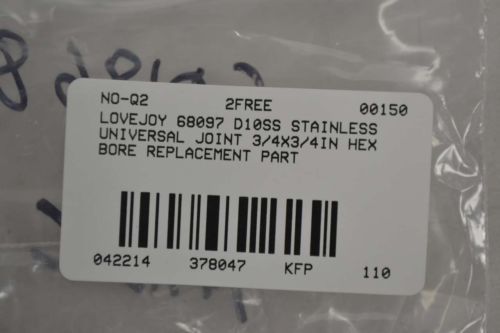 NO-Q2 2FREE 00150
LOVEJOY 68097 D10SS STAINLESS
UNIVERSAL JOINT 3/4X3/4IN HEX
BORE REPLACEMENT PART
042214 378047 KFP 110